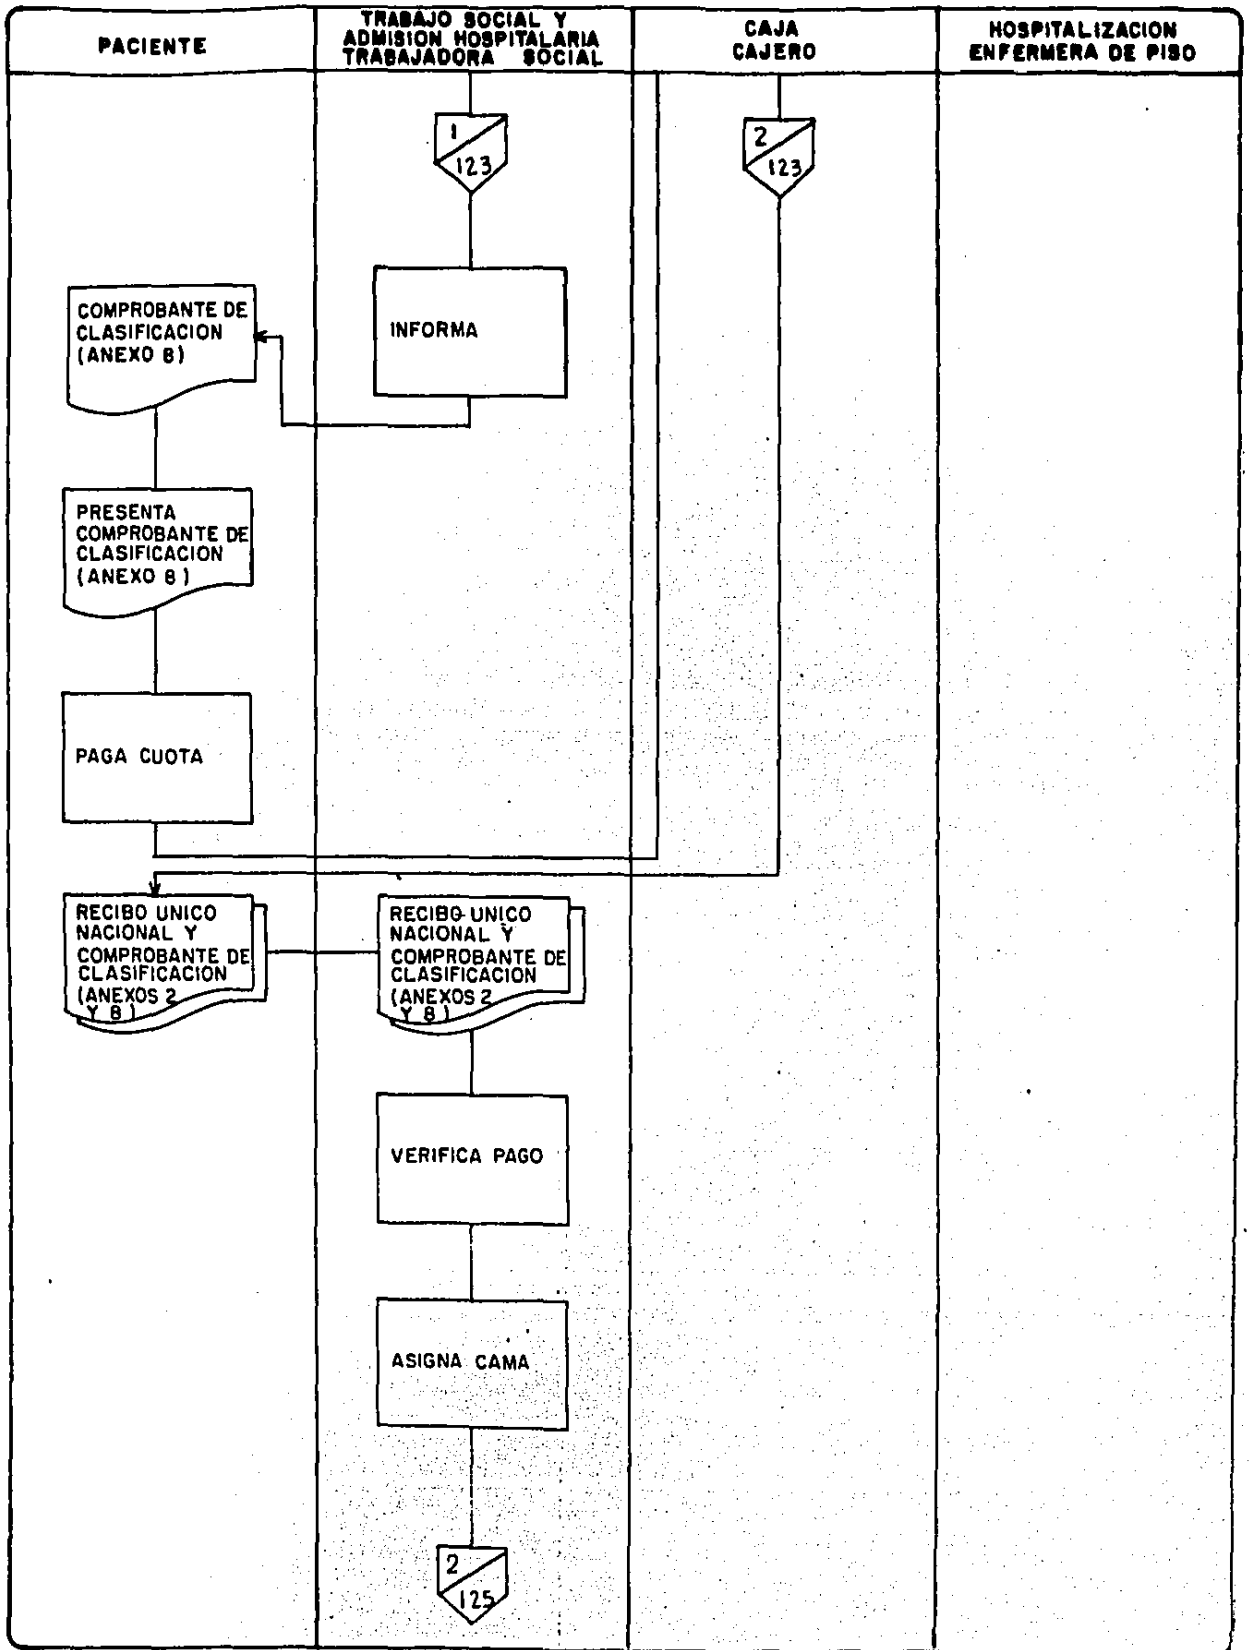 PACIENTE
TRABAJO SOCIAL Y
ADMISION HOSPITALARIA
TRABAJADORA SOCIAL
CAJA
CAJERO
HOSPITALIZACION
ENFERMERA DE PISO
1
123
2
123
INFORMA
COMPROBANTE DE
CLASIFICACION
(ANEXO 8)
PRESENTA
COMPROBANTE DE
CLASIFICACION
(ANEXO 8)
PAGA CUOTA
RECIBO UNICO
NACIONAL Y
COMPROBANTE DE
CLASIFICACION
(ANEXOS 2
Y 8)
RECIBO UNICO
NACIONAL Y
COMPROBANTE DE
CLASIFICACION
(ANEXOS 2
Y 8)
VERIFICA PAGO
ASIGNA CAMA
2
125